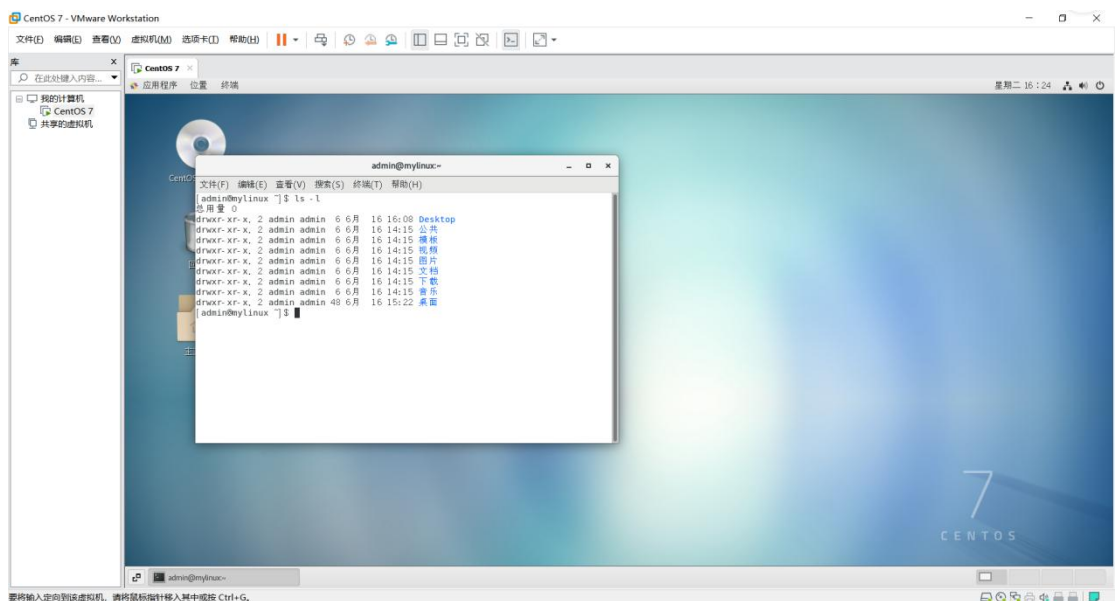 CentOS 7 - VMware Workstation
文件(F) 编辑(E) 查看(V) 虚拟机(M) 选项卡(T) 帮助(H)
库
在此处键入内容...
我的计算机
CentOS 7
共享的虚拟机
CentOS 7
应用程序 位置 终端
星期二 16:24
CentOS
admin@mylinux:~
文件(F) 编辑(E) 查看(V) 搜索(S) 终端(T) 帮助(H)
[admin@mylinux ~]$ ls -l
总用量 0
drwxr-xr-x. 2 admin admin 6 6月 16 16:08 Desktop
drwxr-xr-x. 2 admin admin 6 6月 16 14:15 公共
drwxr-xr-x. 2 admin admin 6 6月 16 14:15 模板
drwxr-xr-x. 2 admin admin 6 6月 16 14:15 视频
drwxr-xr-x. 2 admin admin 6 6月 16 14:15 图片
drwxr-xr-x. 2 admin admin 6 6月 16 14:15 文档
drwxr-xr-x. 2 admin admin 6 6月 16 14:15 下载
drwxr-xr-x. 2 admin admin 6 6月 16 14:15 音乐
drwxr-xr-x. 2 admin admin 48 6月 16 15:22 桌面
[admin@mylinux ~]$
主
7
CENTOS
admin@mylinux:~
要将输入定向到该虚拟机，请将鼠标指针移入其中或按 Ctrl+G。